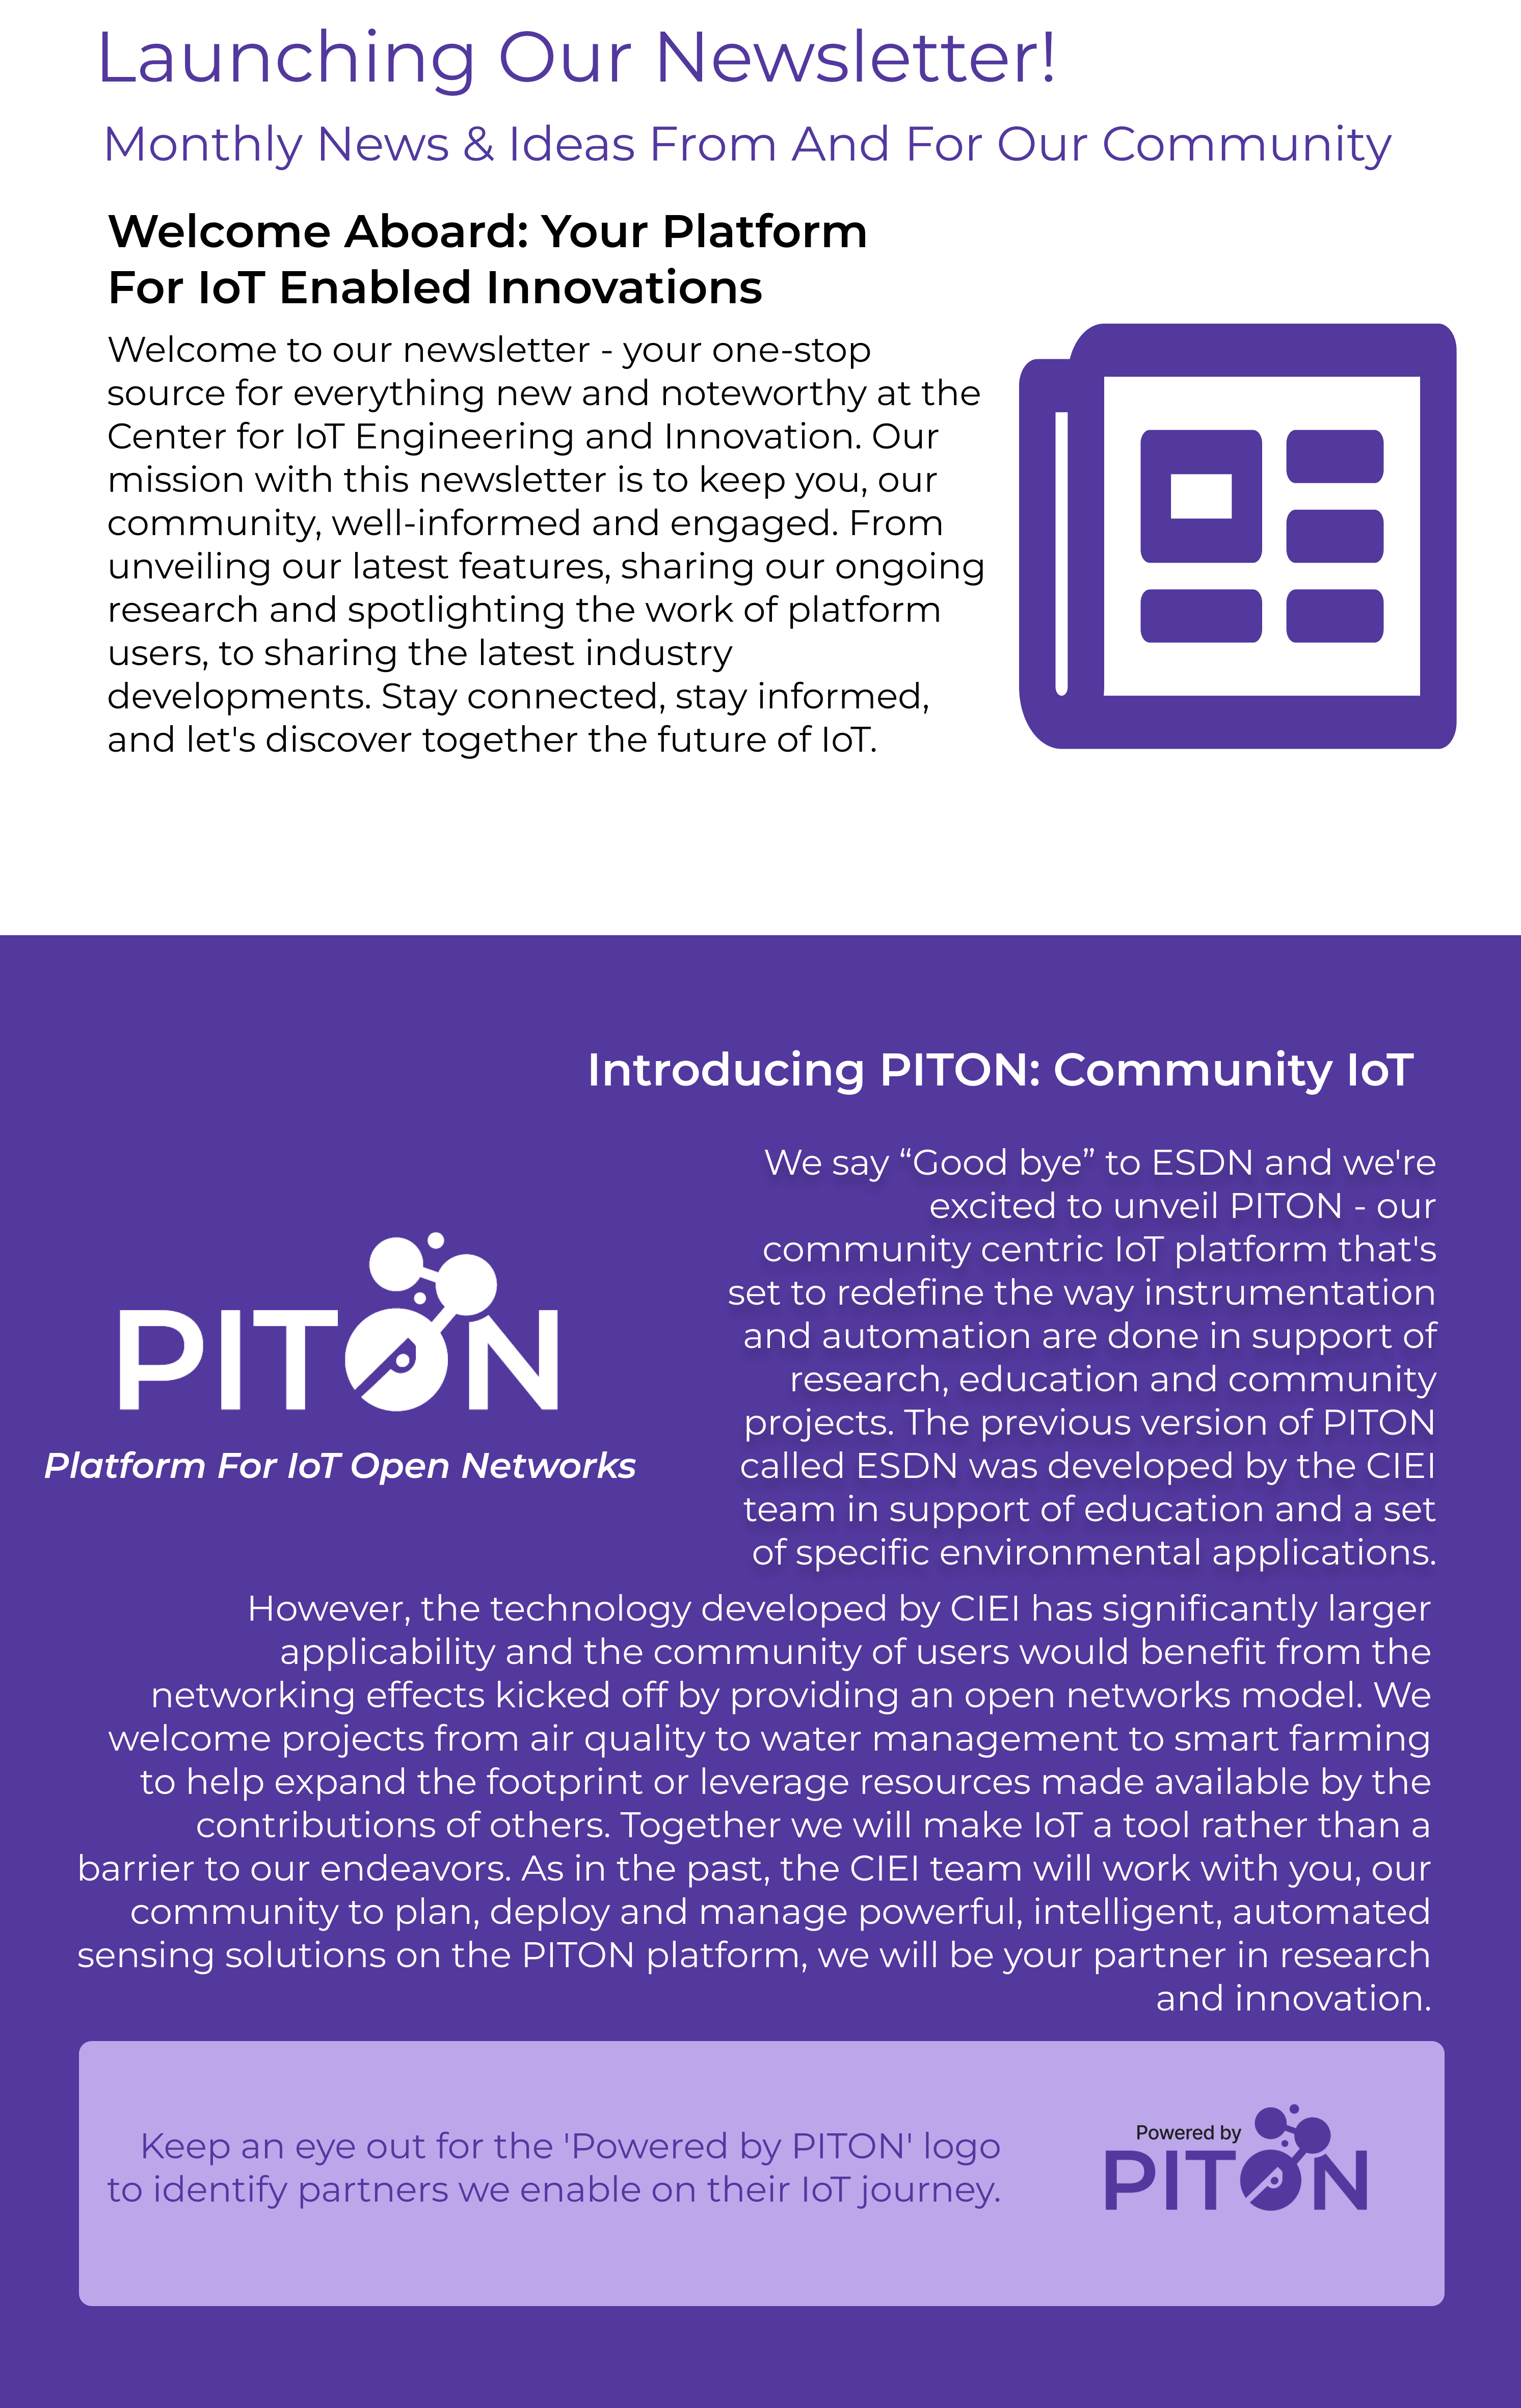 Launching Our Newsletter!
Monthly News & Ideas From And For Our Community
Welcome Aboard: Your Platform
For IoT Enabled Innovations
Welcome to our newsletter - your one-stop
source for everything new and noteworthy at the
Center for IoT Engineering and Innovation. Our
mission with this newsletter is to keep you, our
community, well-informed and engaged. From
unveiling our latest features, sharing our ongoing
research and spotlighting the work of platform
users, to sharing the latest industry
developments. Stay connected, stay informed,
and let's discover together the future of IoT.
Introducing PITON: Community IoT
PITON
Platform For IoT Open Networks
We say “Good bye” to ESDN and we're
excited to unveil PITON - our
community centric IoT platform that's
set to redefine the way instrumentation
and automation are done in support of
research, education and community
projects. The previous version of PITON
called ESDN was developed by the CIEI
team in support of education and a set
of specific environmental applications.
However, the technology developed by CIEI has significantly larger
applicability and the community of users would benefit from the
networking effects kicked off by providing an open networks model. We
welcome projects from air quality to water management to smart farming
to help expand the footprint or leverage resources made available by the
contributions of others. Together we will make IoT a tool rather than a
barrier to our endeavors. As in the past, the CIEI team will work with you, our
community to plan, deploy and manage powerful, intelligent, automated
sensing solutions on the PITON platform, we will be your partner in research
and innovation.
Keep an eye out for the 'Powered by PITON' logo
to identify partners we enable on their IoT journey.
Powered by
PITON